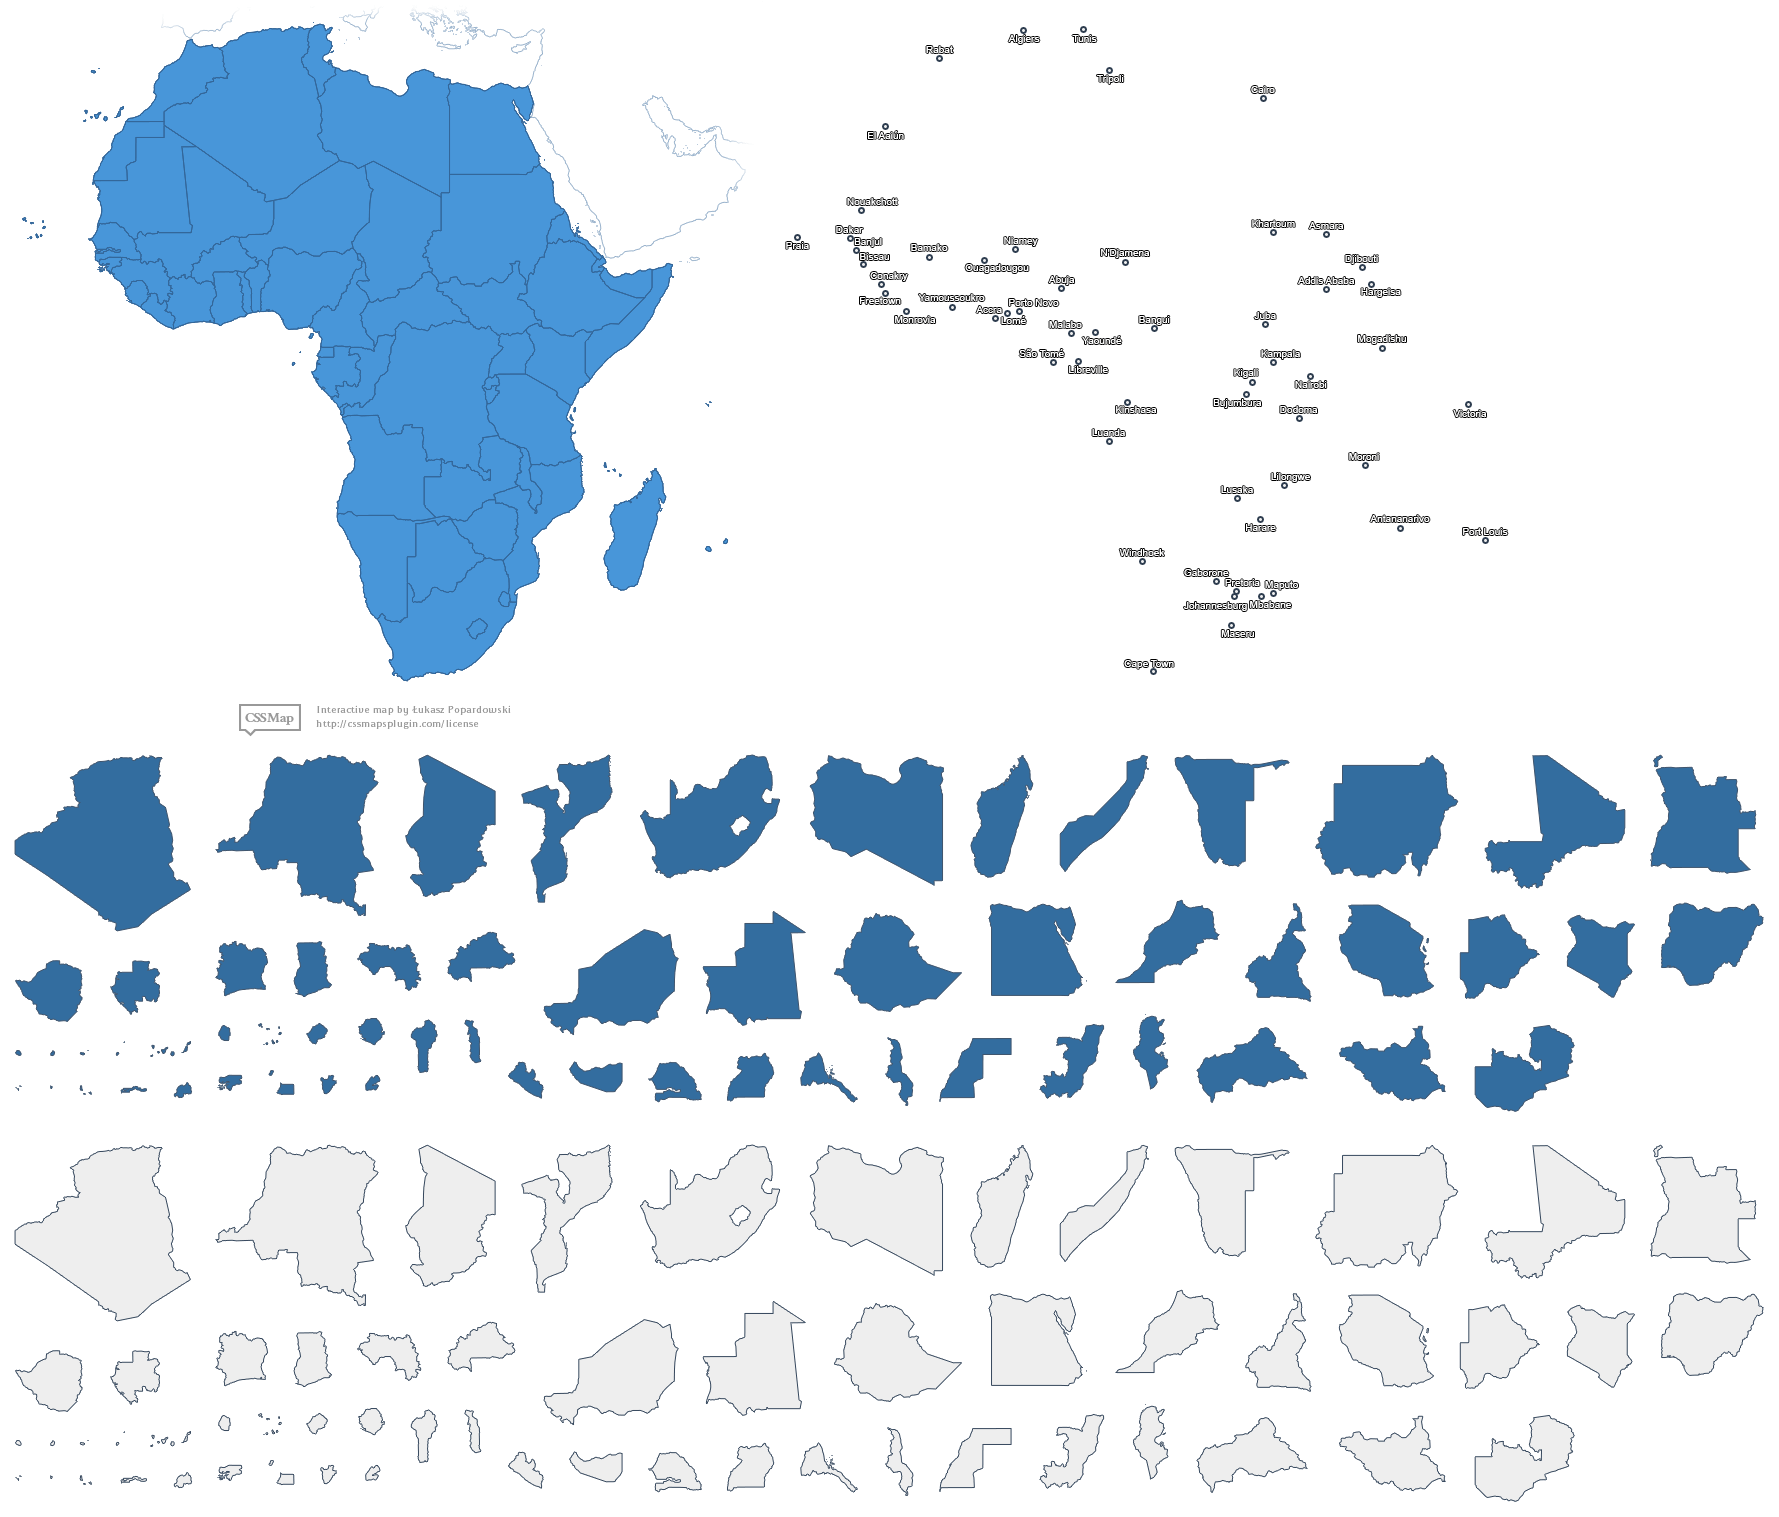 Algiers
Tunis
Rabat
Tripoli
Cairo
El Aaiún
Nouakchott
Dakar
Praia
Banjul
Bissau
Bamako
Niamey
Ouagadougou
N'Djamena
Khartoum
Asmara
Djibouti
Conakry
Freetown
Abuja
Addis Ababa
Hargeisa
Yamoussoukro
Accra
Porto Novo
Lomé
Monrovia
Malabo
Yaoundé
Bangui
Juba
Mogadishu
São Tomé
Libreville
Kampala
Kigali
Nairobi
Bujumbura
Dodoma
Kinshasa
Victoria
Luanda
Moroni
Lilongwe
Lusaka
Harare
Antananarivo
Port Louis
Windhoek
Gaborone
Pretoria
Maputo
Johannesburg
Mbabane
Maseru
Cape Town
CSSMap
Interactive map by Łukasz Popardowski
http://cssmapsplugin.com/license